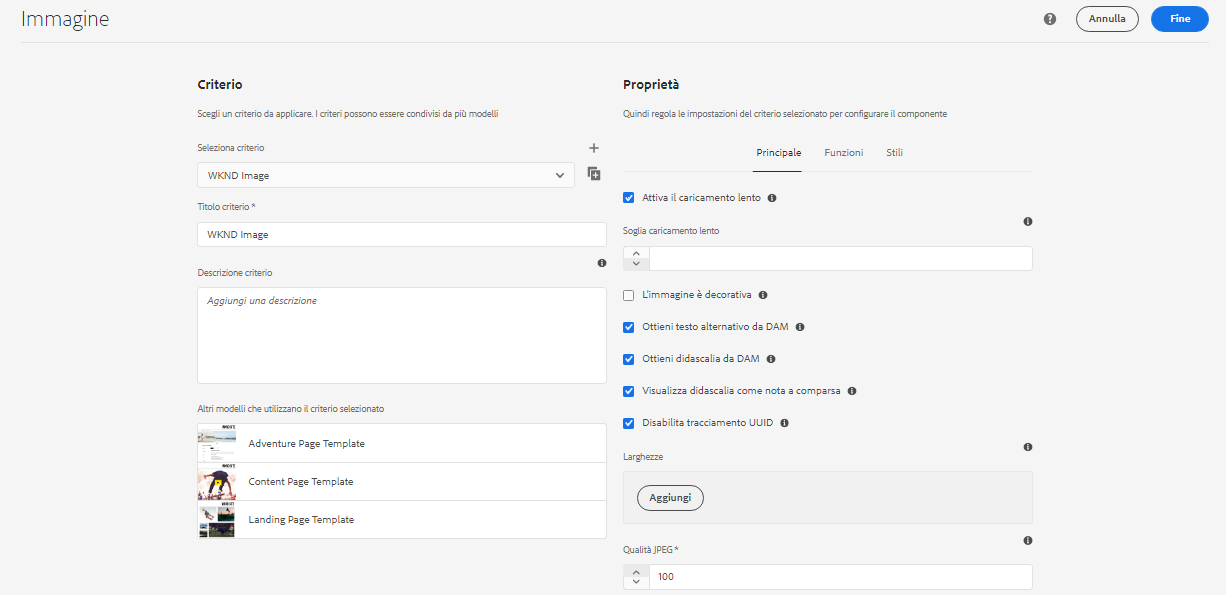 Immagine
Annulla
Fine
Criterio
Scegli un criterio da applicare. I criteri possono essere condivisi da più modelli
Seleziona criterio
WKND Image
Titolo criterio *
WKND Image
Descrizione criterio
Aggiungi una descrizione
Altri modelli che utilizzano il criterio selezionato
Adventure Page Template
Content Page Template
Landing Page Template
Proprietà
Quindi regola le impostazioni del criterio selezionato per configurare il componente
Principale Funzioni Stili
Attiva il caricamento lento
Soglia caricamento lento
L'immagine è decorativa
Ottieni testo alternativo da DAM
Ottieni didascalia da DAM
Visualizza didascalia come nota a comparsa
Disabilita tracciamento UUID
Larghezze
Aggiungi
Qualità JPEG *
100